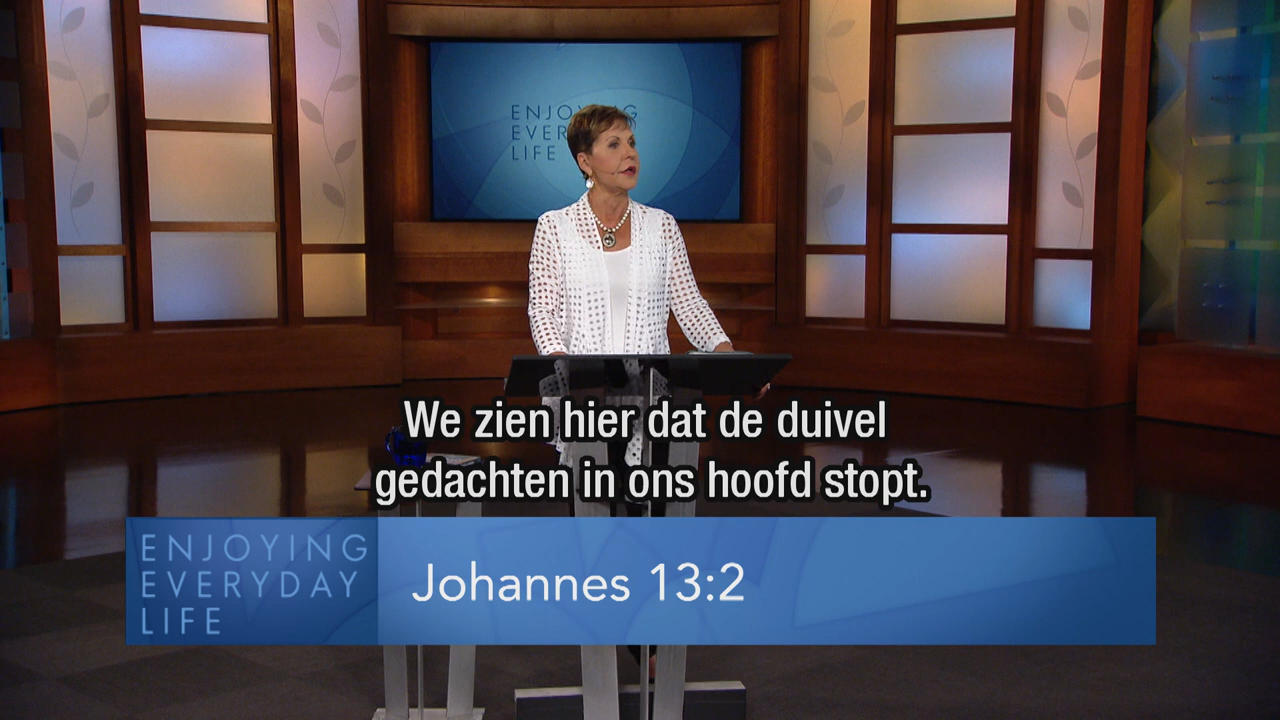 ENJOYING
EVER
LIFE
We zien hier dat de duivel
gedachten in ons hoofd stopt.
ENJOYING
EVERYDAY
LIFE
Johannes 13:2